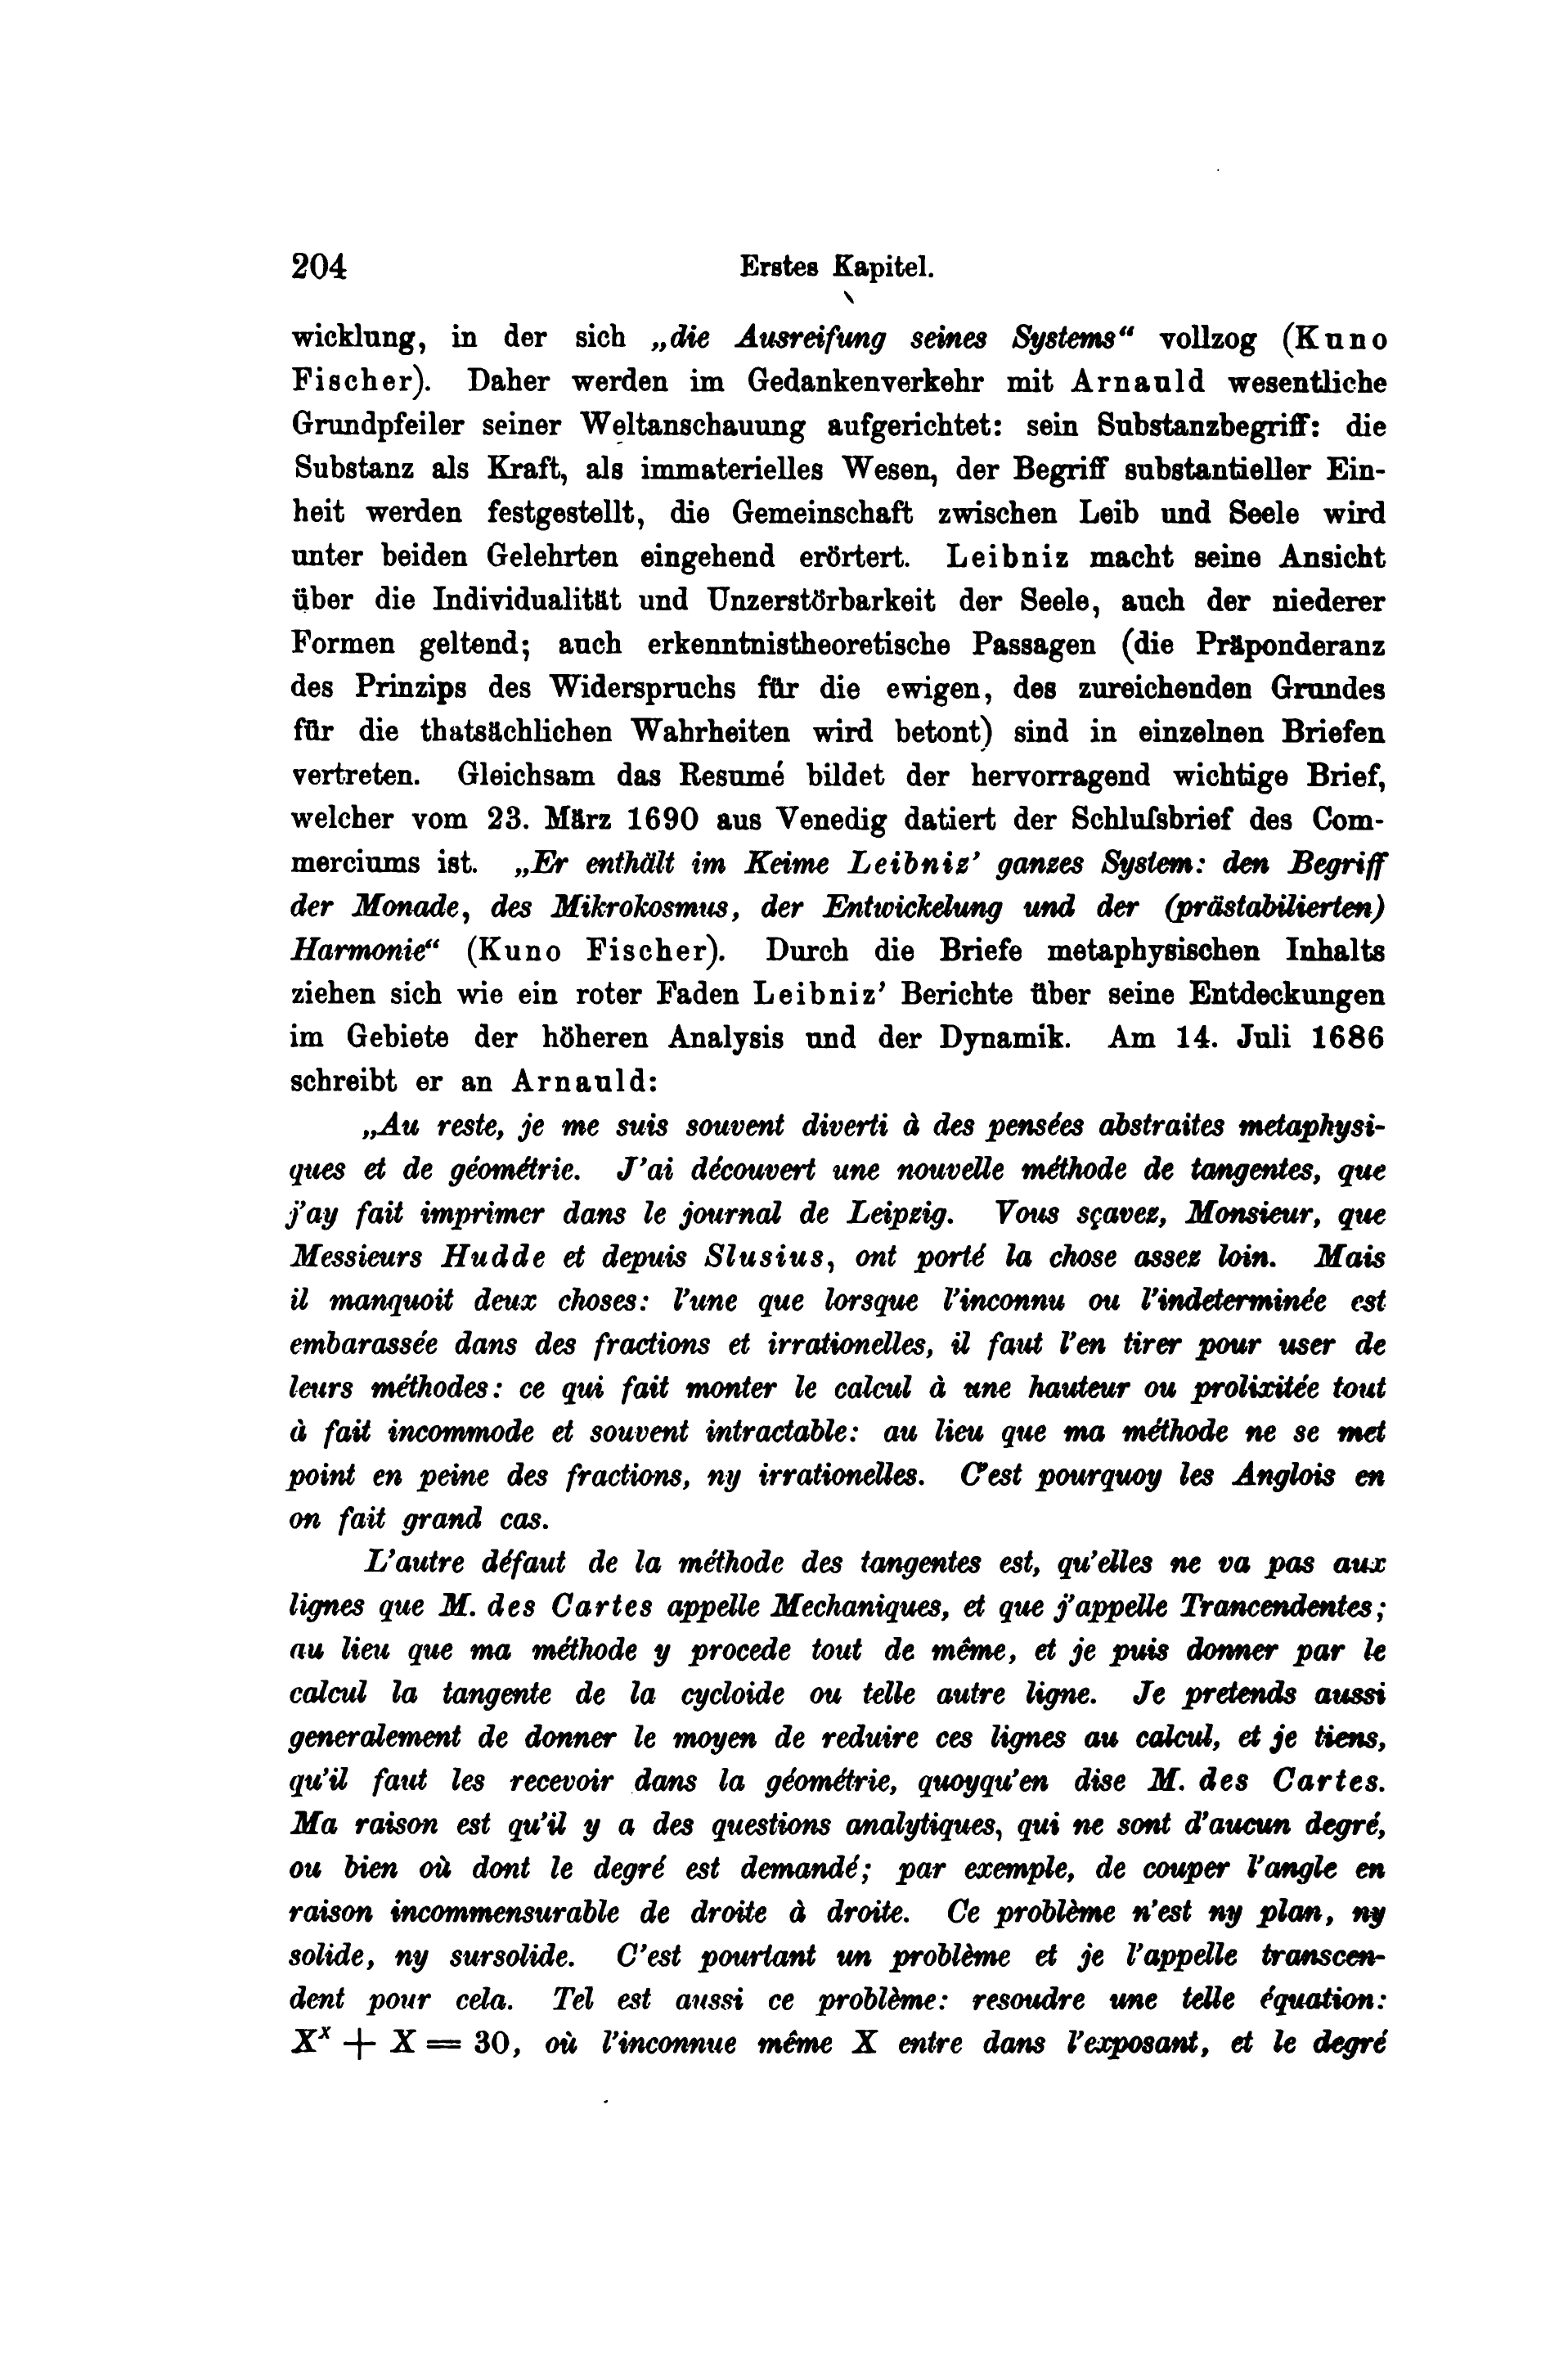 204 Erstes Kapitel.
wicklung, in der sich „die Ausreifung seines Systems“ vollzog (Kuno
Fischer). Daher werden im Gedankenverkehr mit Arnauld wesentliche
Grundpfeiler seiner Weltanschauung aufgerichtet: sein Substanzbegriff: die
Substanz als Kraft, als immaterielles Wesen, der Begriff substantieller Ein-
heit werden festgestellt, die Gemeinschaft zwischen Leib und Seele wird
unter beiden Gelehrten eingehend erörtert. Leibniz macht seine Ansicht
über die Individualität und Unzerstörbarkeit der Seele, auch der niederer
Formen geltend; auch erkenntnistheoretische Passagen (die Präponderanz
des Prinzips des Widerspruchs für die ewigen, des zureichenden Grundes
für die thatsächlichen Wahrheiten wird betont) sind in einzelnen Briefen
vertreten. Gleichsam das Resumé bildet der hervorragend wichtige Brief,
welcher vom 23. März 1690 aus Venedig datiert der Schluſsbrief des Com-
merciums ist. „Er enthält im Keime Leibniz’ ganzes System: den Begriff
der Monade, des Mikrokosmus, der Entwickelung und der (prästabilierten)
Harmonie“ (Kuno Fischer). Durch die Briefe metaphysischen Inhalts
ziehen sich wie ein roter Faden Leibniz’ Berichte über seine Entdeckungen
im Gebiete der höheren Analysis und der Dynamik. Am 14. Juli 1686
schreibt er an Arnauld:
„Au reste, je me suis souvent diverti à des pensées abstraites metaphysi-
ques et de géométrie. J’ai découvert une nouvelle méthode de tangentes, que
j’ay fait imprimer dans le journal de Leipzig. Vous sçavez, Monsieur, que
Messieurs Hudde et depuis Slusius, ont porté la chose assez loin. Mais
il manquoit deux choses: l’une que lorsque l’inconnu ou l’indeterminée est
embarassée dans des fractions et irrationelles, il faut l’en tirer pour user de
leurs méthodes: ce qui fait monter le calcul à une hauteur ou prolixitée tout
à fait incommode et souvent intractable: au lieu que ma méthode ne se met
point en peine des fractions, ny irrationelles. C’est pourquoy les Anglois en
on fait grand cas.
L’autre défaut de la méthode des tangentes est, qu’elles ne va pas aux
lignes que M. des Cartes appelle Mechaniques, et que j’appelle Trancendentes;
au lieu que ma méthode y procede tout de même, et je puis donner par le
calcul la tangente de la cycloide ou telle autre ligne. Je pretends aussi
generalement de donner le moyen de reduire ces lignes au calcul, et je tiens,
qu’il faut les recevoir dans la géométrie, quoyqu’en dise M. des Cartes.
Ma raison est qu’il y a des questions analytiques, qui ne sont d’aucun degré,
ou bien où dont le degré est demandé; par exemple, de couper l’angle en
raison incommensurable de droite à droite. Ce problème n’est ny plan, ny
solide, ny sursolide. C’est pourtant un problème et je l’appelle transcen-
dent pour cela. Tel est aussi ce problème: resoudre une telle équation:
Xˣ + X = 30, où l’inconnue même X entre dans l’exposant, et le degré